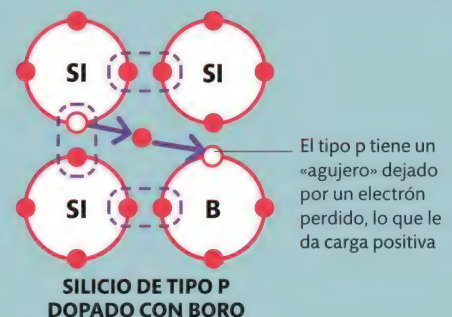 SI
SI
SI
B
El tipo p tiene un
«agujero» dejado
por un electrón
perdido, lo que le
da carga positiva
SILICIO DE TIPO P
DOPADO CON BORO